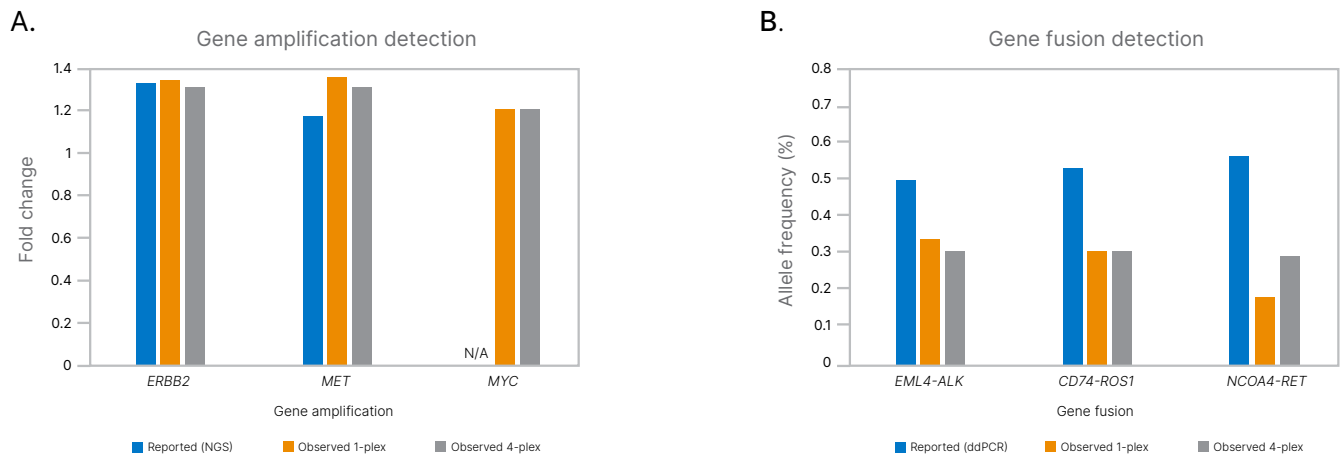 A.
Gene amplification detection
Fold change
1.4
1.2
1
0.8
0.6
0.4
1.2
0
N/A
ERBB2
MET
MYC
Gene amplification
Reported (NGS)
Observed 1-plex
Observed 4-plex
B.
Gene fusion detection
Allele frequency (%)
0.8
0.7
0.6
0.5
0.4
0.3
0.2
0.1
0
EML4-ALK
CD74-ROS1
NCOA4-RET
Gene fusion
Reported (ddPCR)
Observed 1-plex
Observed 4-plex